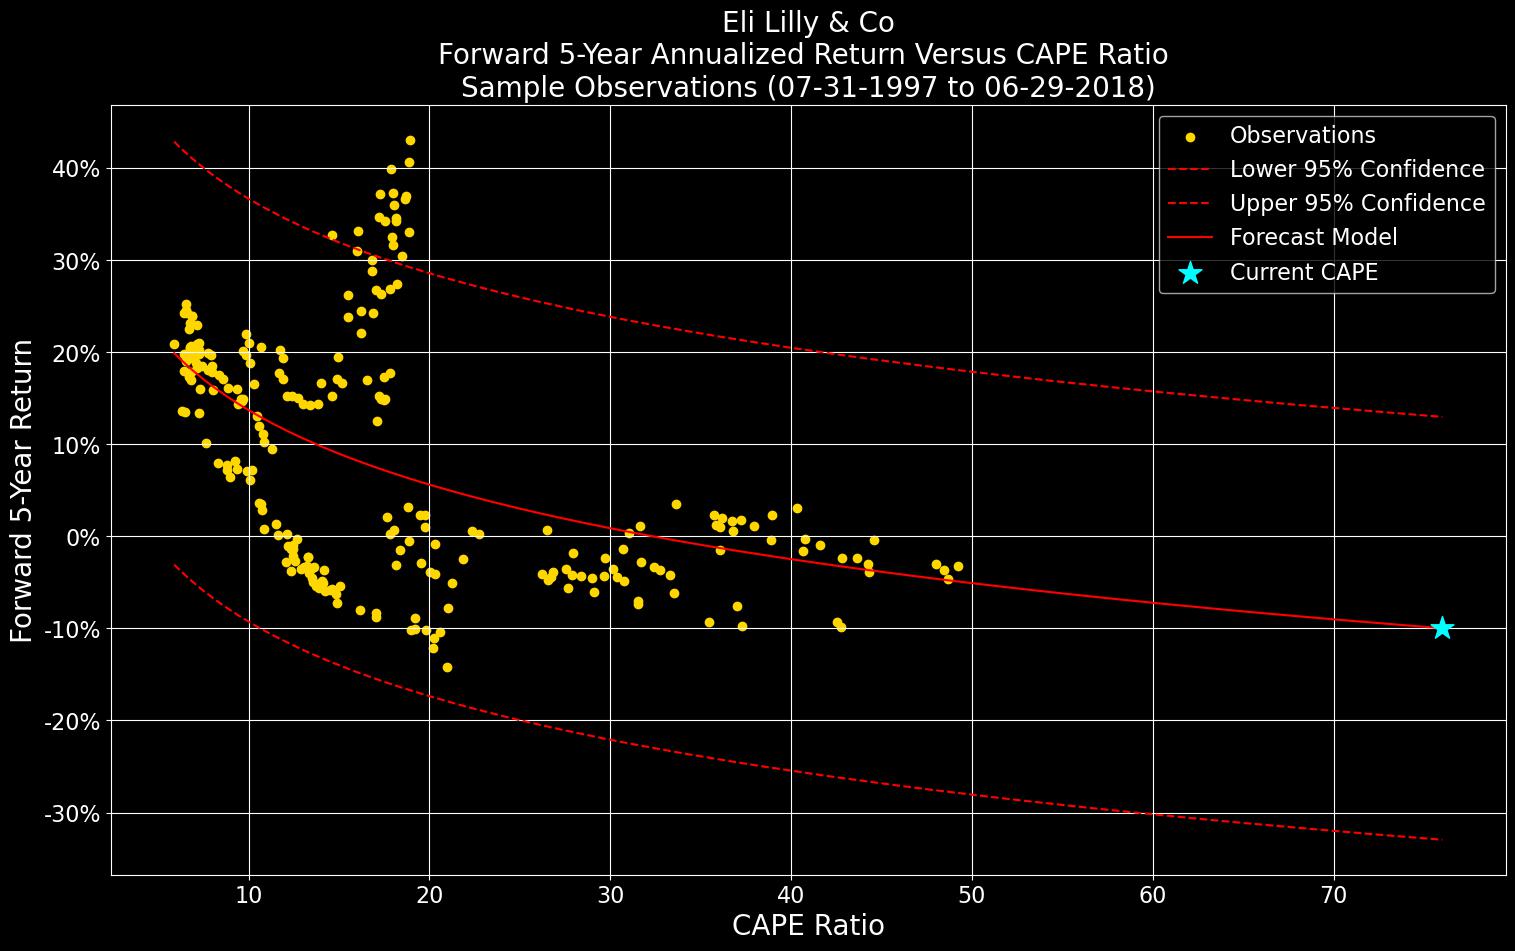 Eli Lilly & Co
Forward 5-Year Annualized Return Versus CAPE Ratio
Sample Observations (07-31-1997 to 06-29-2018)
Observations
Lower 95% Confidence
Upper 95% Confidence
Forecast Model
Current CAPE
Forward 5-Year Return
40%
30%
20%
10%
0%
-10%
-20%
-30%
10 20 30 40 50 60 70
CAPE Ratio